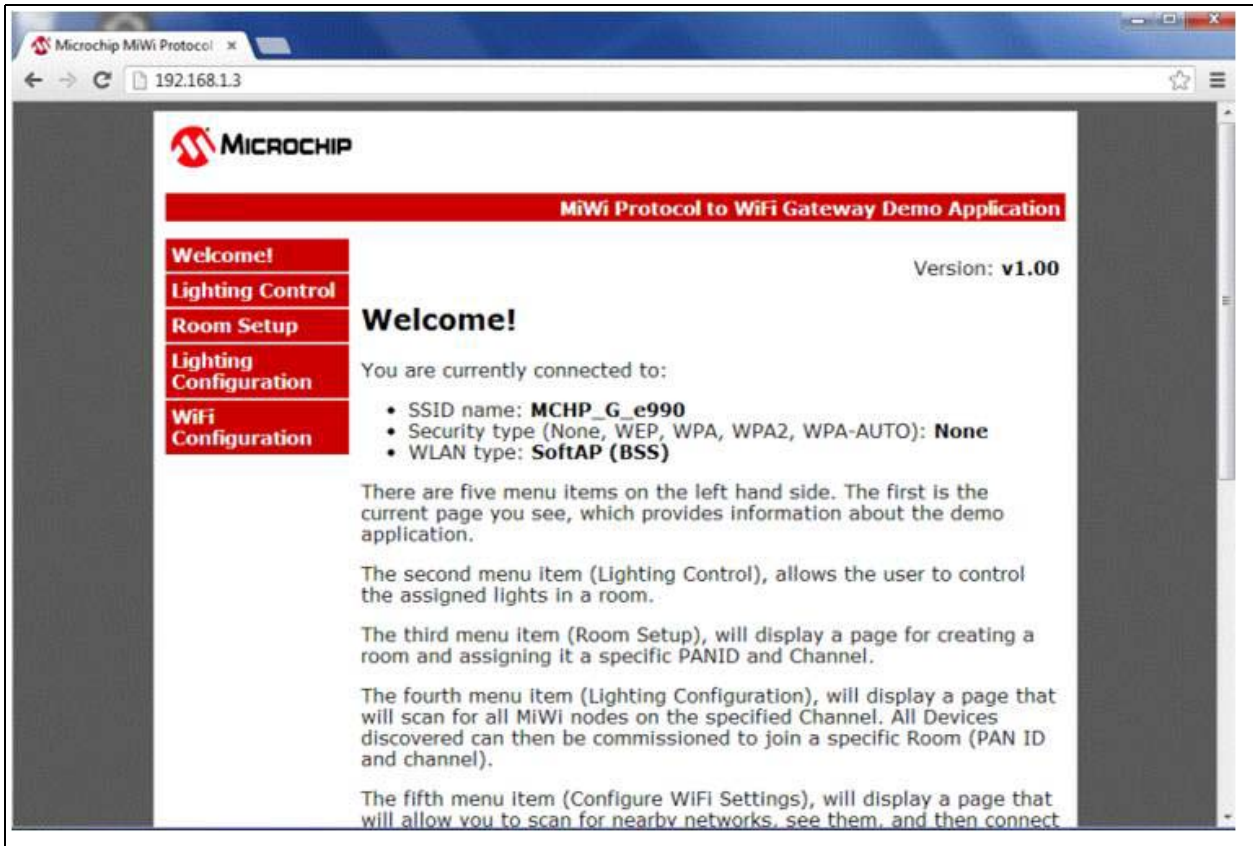 Microchip MiWi Protocol
192.168.1.3
MICROCHIP
MiWi Protocol to WiFi Gateway Demo Application
Welcome!
Lighting Control
Room Setup
Lighting
Configuration
WiFi
Configuration
Version: v1.00
Welcome!
You are currently connected to:
• SSID name: MCHP_G_e990
• Security type (None, WEP, WPA, WPA2, WPA-AUTO): None
• WLAN type: SoftAP (BSS)
There are five menu items on the left hand side. The first is the
current page you see, which provides information about the demo
application.
The second menu item (Lighting Control), allows the user to control
the assigned lights in a room.
The third menu item (Room Setup), will display a page for creating a
room and assigning it a specific PANID and Channel.
The fourth menu item (Lighting Configuration), will display a page that
will scan for all MiWi nodes on the specified Channel. All Devices
discovered can then be commissioned to join a specific Room (PAN ID
and channel).
The fifth menu item (Configure WiFi Settings), will display a page that
will allow you to scan for nearby networks, see them, and then connect